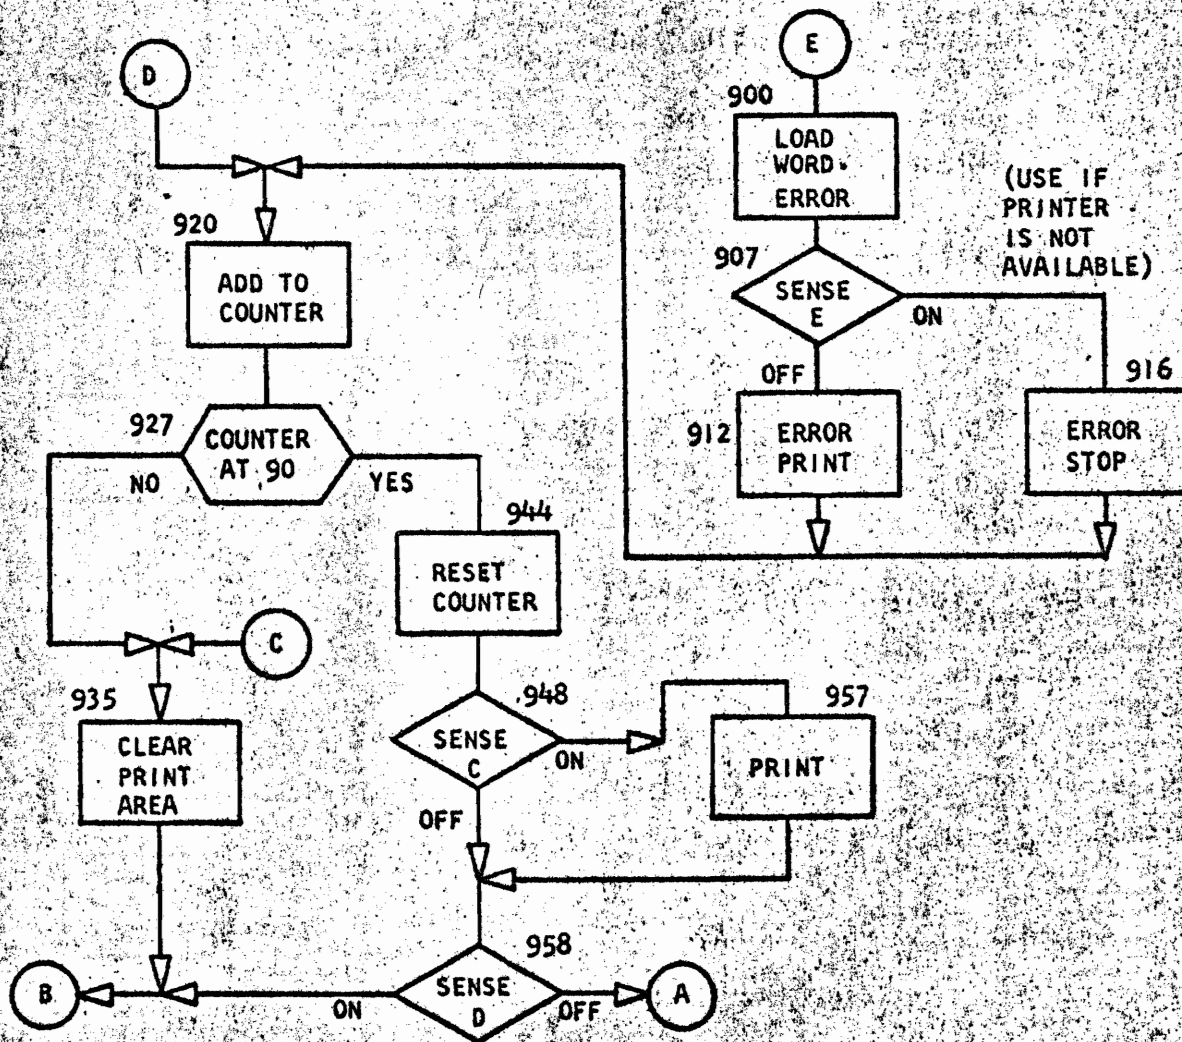 D
E
900
LOAD
WORD
ERROR
(USE IF
PRINTER
IS NOT
AVAILABLE)
920
ADD TO
COUNTER
907
SENSE
E
ON
OFF
916
927
COUNTER
AT 90
NO
YES
912
ERROR
PRINT
ERROR
STOP
944
RESET
COUNTER
C
935
CLEAR
PRINT
AREA
948
SENSE
C
ON
OFF
957
PRINT
958
SENSE
D
ON
OFF
B
A